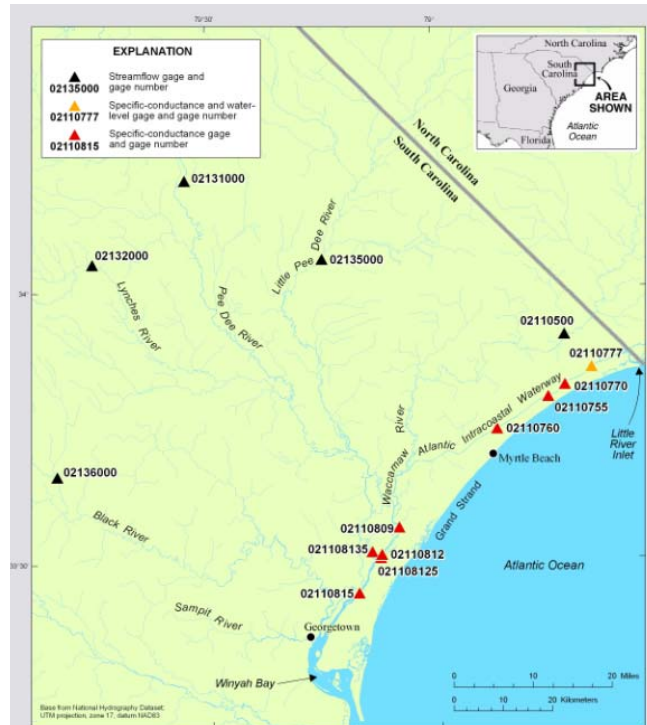 79°30'
79°
EXPLANATION
02135000
Streamflow gage and
gage number
02110777
Specific-conductance and water-
level gage and gage number
02110815
Specific-conductance gage
and gage number
North Carolina
South
Carolina
Georgia
AREA
SHOWN
Atlantic
Ocean
Florida
North Carolina
South Carolina
02131000
02132000
Lynches River
Pee Dee River
Little Pee Dee River
02135000
34°
02110500
02110777
02110770
02110755
02110760
Atlantic Intracoastal Waterway
Waccamaw River
Little
River
Inlet
Myrtle Beach
Grand Strand
02136000
Black River
02110809
021108135
02110812
021108125
Atlantic Ocean
02110815
Sampit River
Georgetown
Winyah Bay
0 5 10 20 Miles
0 5 10 20 Kilometers
Base from National Hydrography Dataset;
UTM projection, zone 17, datum NAD83